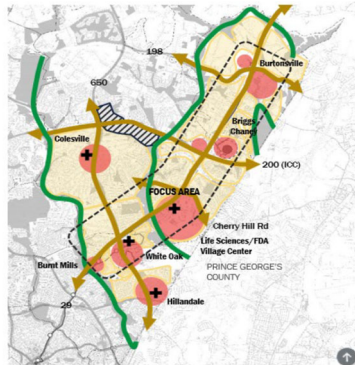 198
Burtonsville
650
Briggs
Chaney
Colesville
200 (ICC)
FOCUS AREA
Cherry Hill Rd
Life Sciences/FDA
Village Center
White Oak
Burnt Mills
PRINCE GEORGE'S
COUNTY
29
Hillandale